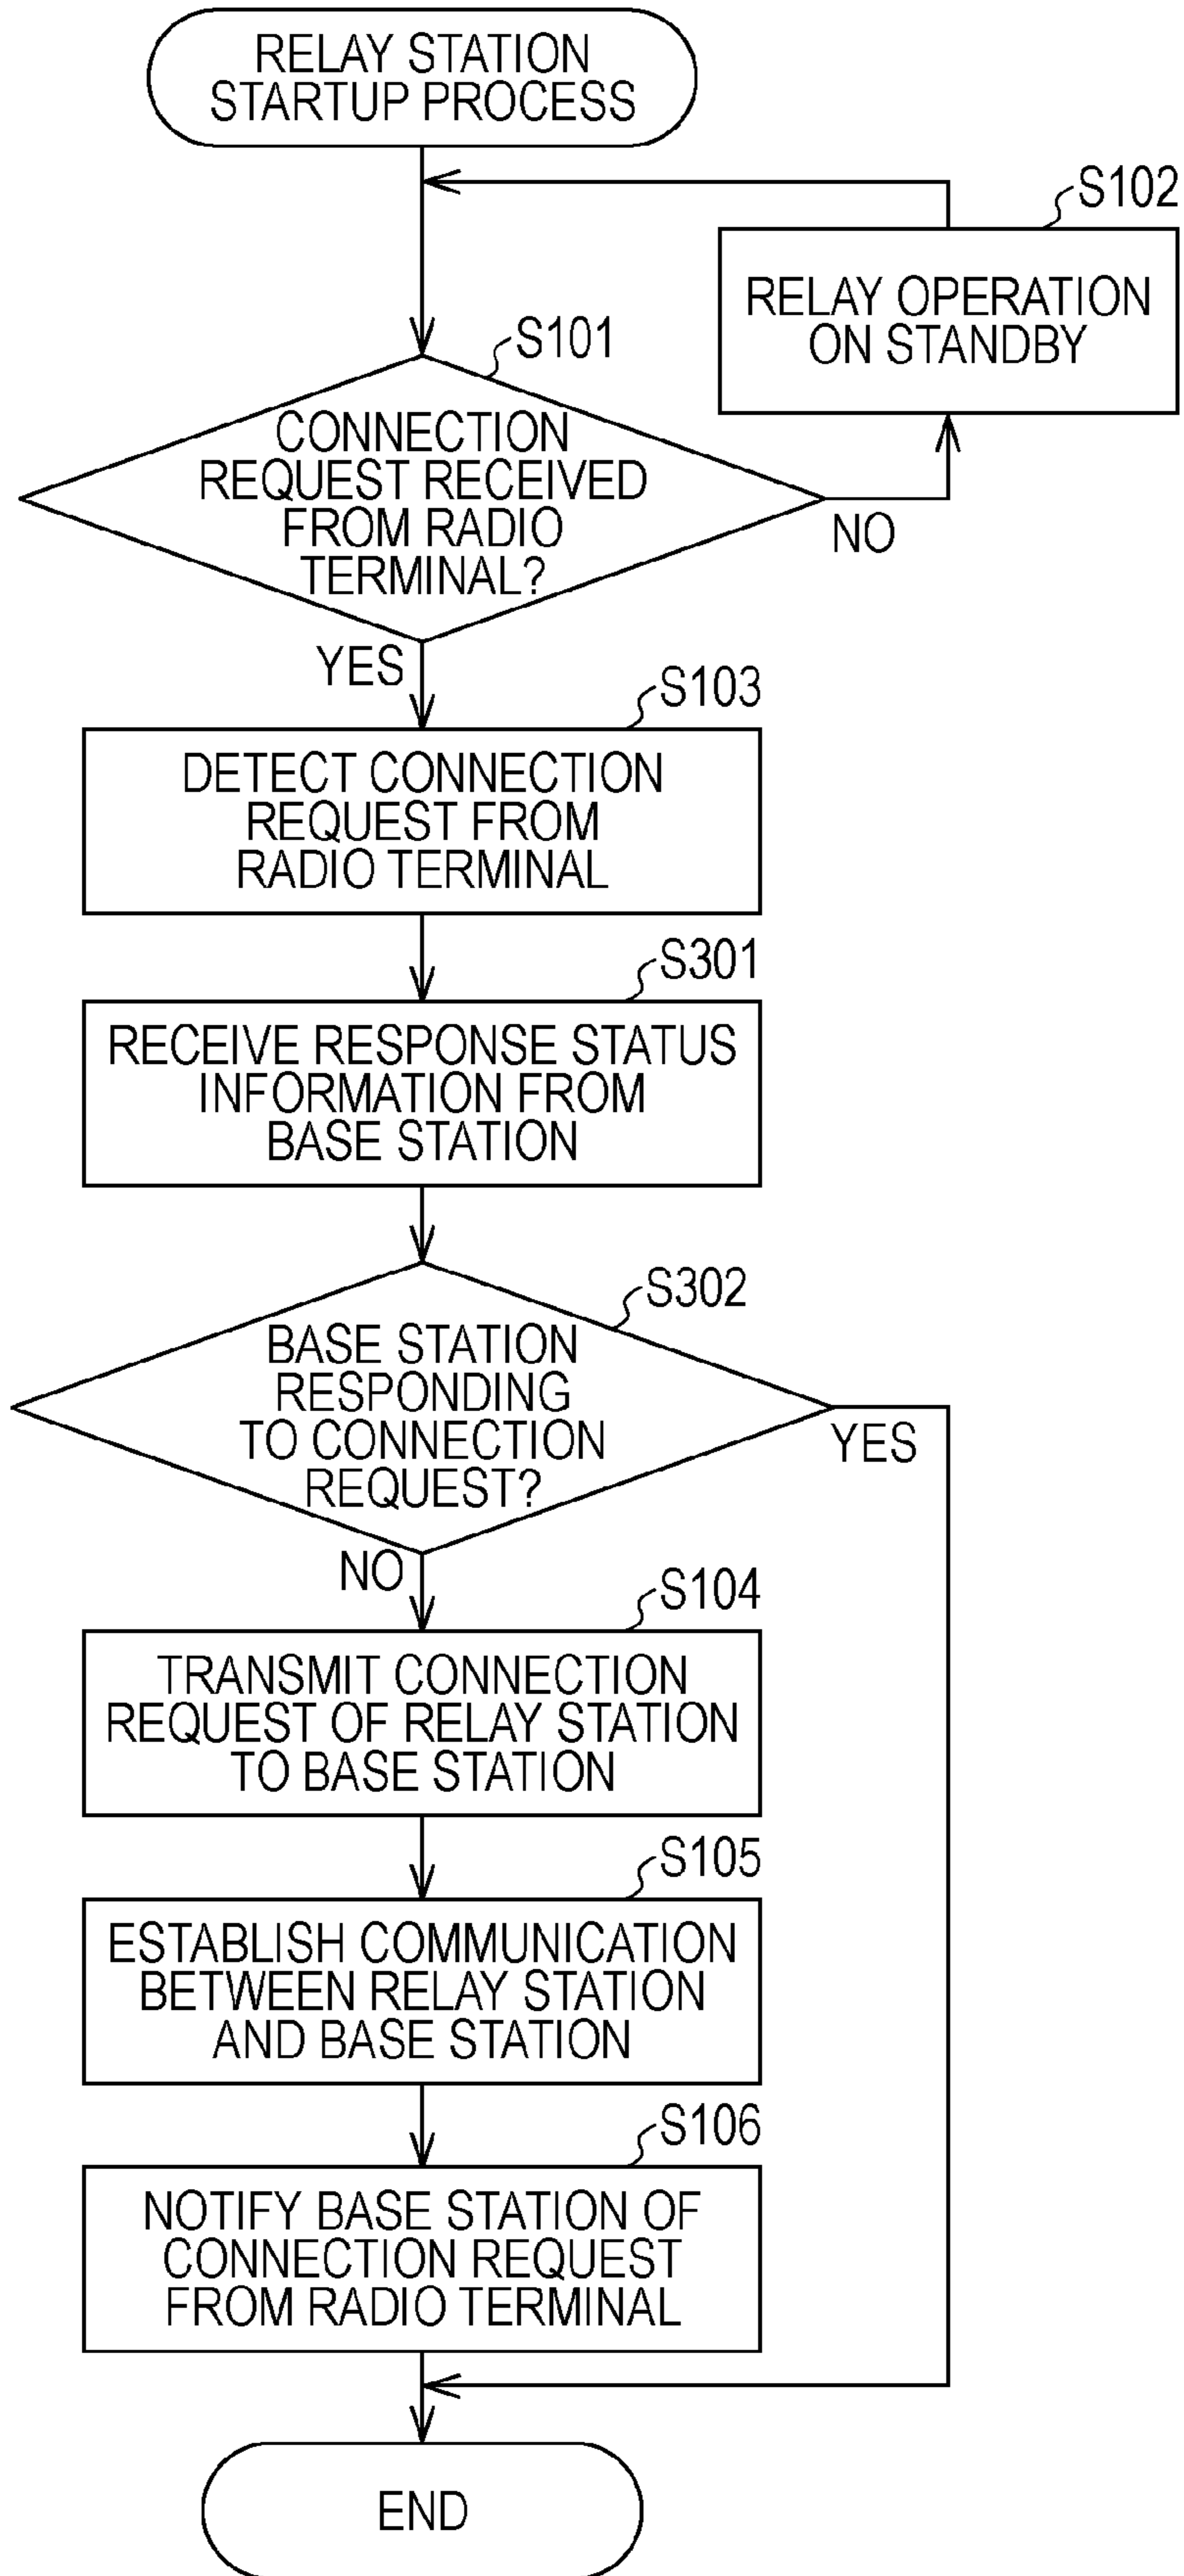 RELAY STATION
STARTUP PROCESS
S102
RELAY OPERATION
ON STANDBY
S101
CONNECTION
REQUEST RECEIVED
FROM RADIO
TERMINAL?
NO
YES
S103
DETECT CONNECTION
REQUEST FROM
RADIO TERMINAL
S301
RECEIVE RESPONSE STATUS
INFORMATION FROM
BASE STATION
S302
BASE STATION
RESPONDING
TO CONNECTION
REQUEST?
YES
NO
S104
TRANSMIT CONNECTION
REQUEST OF RELAY STATION
TO BASE STATION
S105
ESTABLISH COMMUNICATION
BETWEEN RELAY STATION
AND BASE STATION
S106
NOTIFY BASE STATION OF
CONNECTION REQUEST
FROM RADIO TERMINAL
END